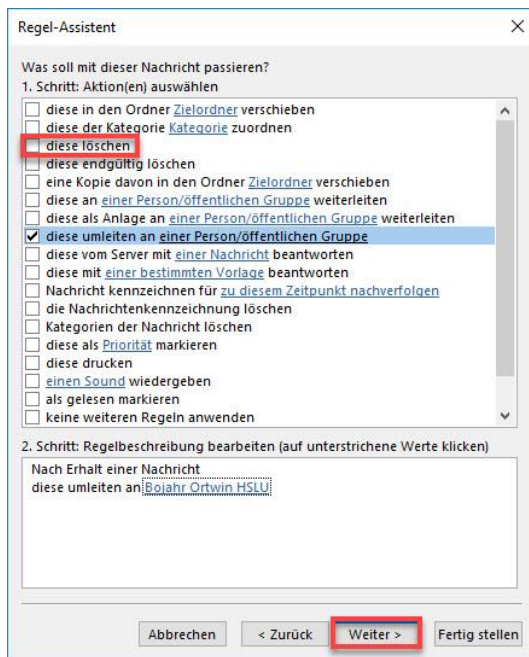 Regel-Assistent
Was soll mit dieser Nachricht passieren?
1. Schritt: Aktion(en) auswählen
diese in den Ordner Zielordner verschieben
diese der Kategorie Kategorie zuordnen
diese löschen
diese endgültig löschen
eine Kopie davon in den Ordner Zielordner verschieben
diese an einer Person/öffentlichen Gruppe weiterleiten
diese als Anlage an einer Person/öffentlichen Gruppe weiterleiten
diese umleiten an einer Person/öffentlichen Gruppe
diese vom Server mit einer Nachricht beantworten
diese mit einer bestimmten Vorlage beantworten
Nachricht kennzeichnen für zu diesem Zeitpunkt nachverfolgen
die Nachrichtenkennzeichnung löschen
Kategorien der Nachricht löschen
diese als Priorität markieren
diese drucken
einen Sound wiedergeben
als gelesen markieren
keine weiteren Regeln anwenden
2. Schritt: Regelbeschreibung bearbeiten (auf unterstrichene Werte klicken)
Nach Erhalt einer Nachricht
diese umleiten an Bojahr Ortwin HSLU
Abbrechen < Zurück Weiter > Fertig stellen